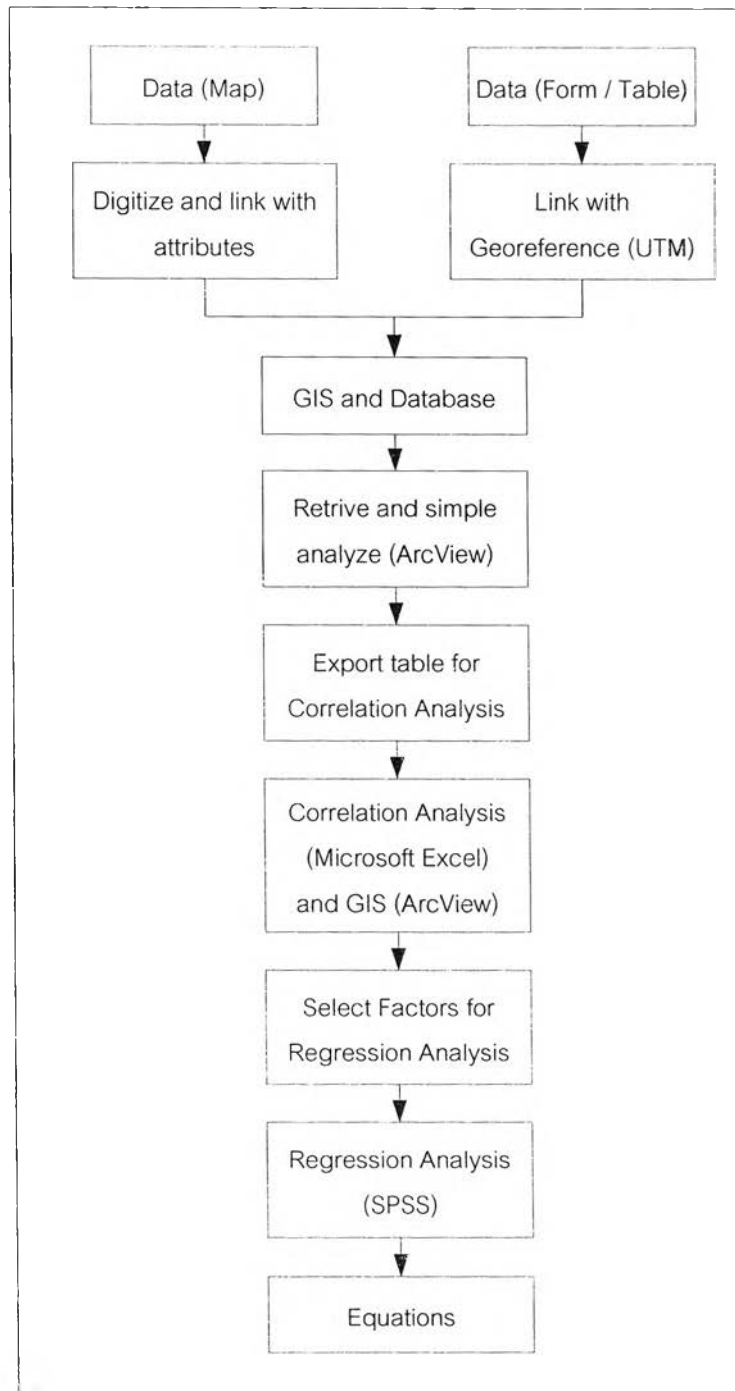 Data (Map)
Data (Form / Table)
Digitize and link with
attributes
Link with
Georeference (UTM)
GIS and Database
Retrive and simple
analyze (ArcView)
Export table for
Correlation Analysis
Correlation Analysis
(Microsoft Excel)
and GIS (ArcView)
Select Factors for
Regression Analysis
Regression Analysis
(SPSS)
Equations